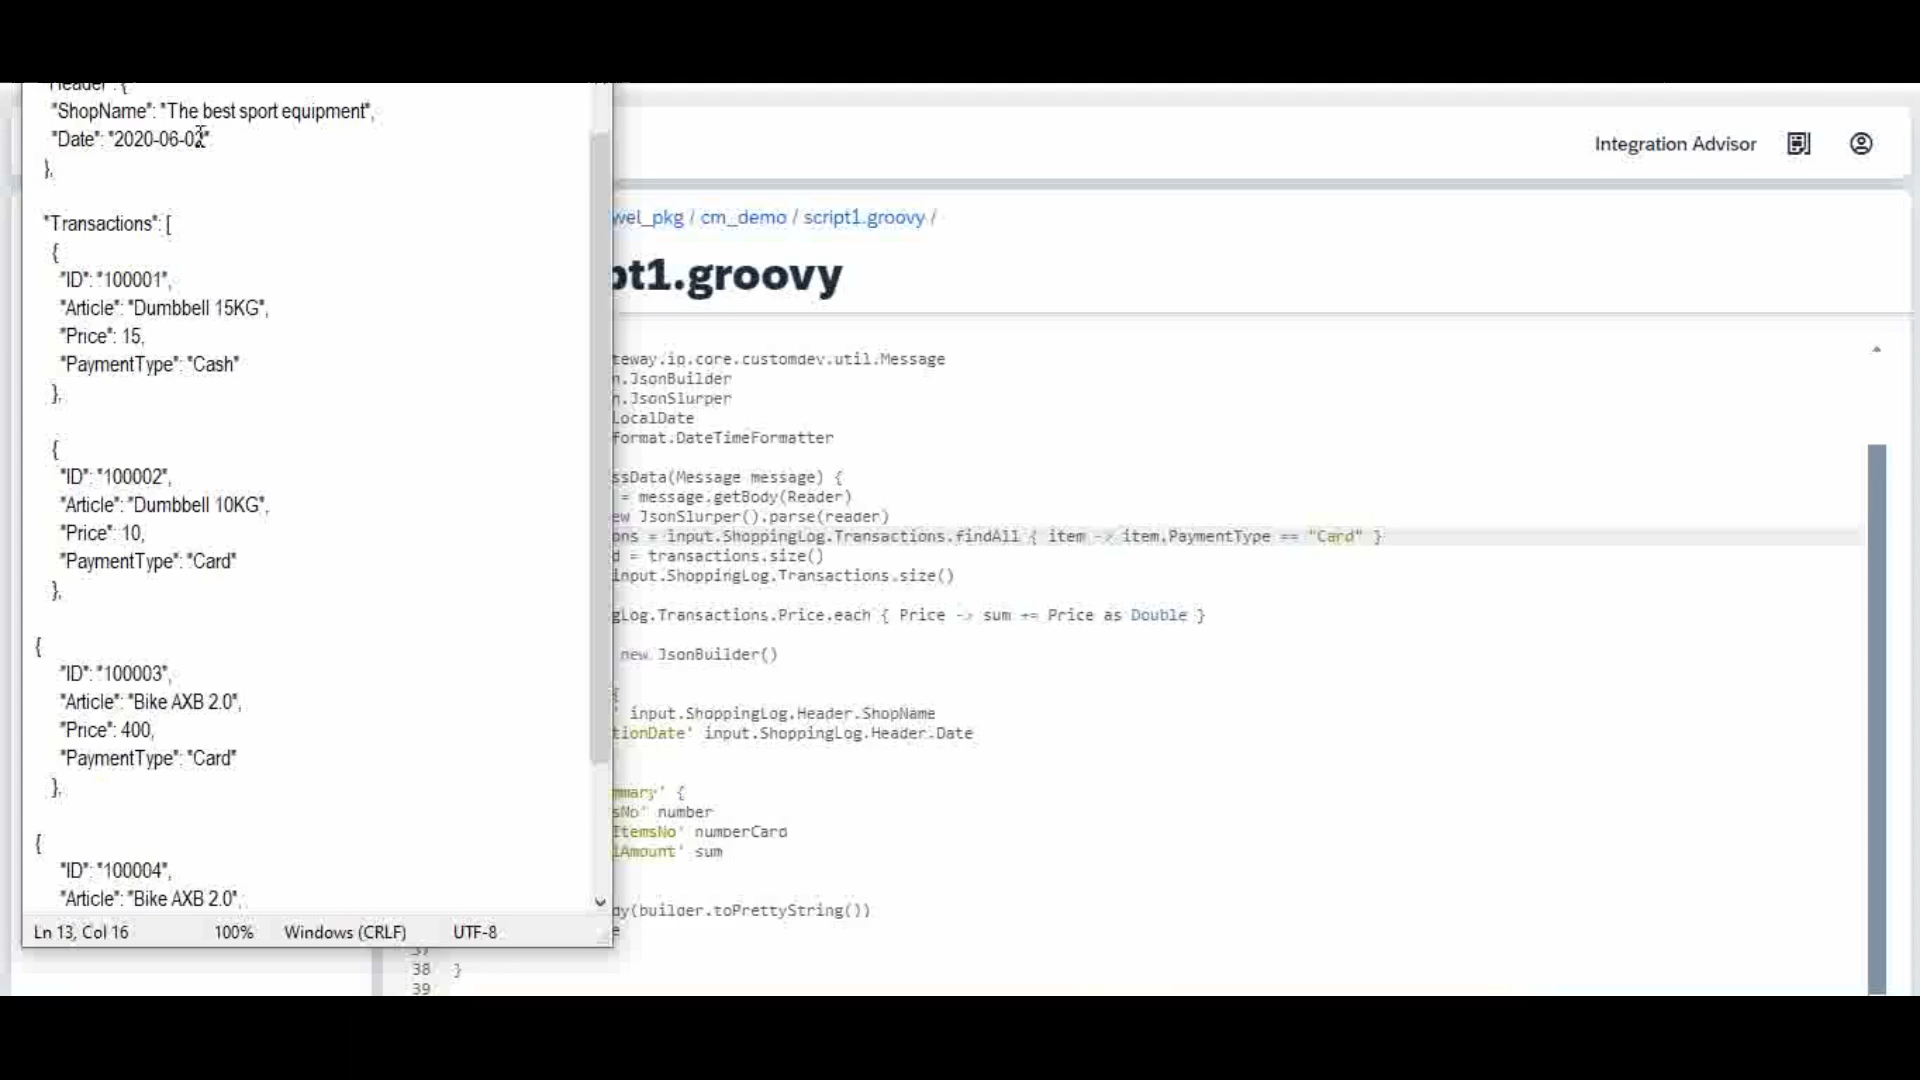 "Header": {
"ShopName": "The best sport equipment",
"Date": "2020-06-02"
},
"Transactions": [
{
"ID": "100001",
"Article": "Dumbbell 15KG",
"Price": 15,
"PaymentType": "Cash"
},
{
"ID": "100002",
"Article": "Dumbbell 10KG",
"Price": 10,
"PaymentType": "Card"
},
{
"ID": "100003",
"Article": "Bike AXB 2.0",
"Price": 400,
"PaymentType": "Card"
},
{
"ID": "100004",
"Article": "Bike AXB 2.0",
Ln 13, Col 16 100% Windows (CRLF) UTF-8
Integration Advisor
wel_pkg / cm_demo / script1.groovy /
pt1.groovy
teway.ip.core.customdev.util.Message
n.JsonBuilder
n.JsonSlurper
LocalDate
format.DateTimeFormatter
ssData(Message message) {
= message.getBody(Reader)
ew JsonSlurper().parse(reader)
ons = input.ShoppingLog.Transactions.findAll { item -> item.PaymentType == "Card" }
d = transactions.size()
input.ShoppingLog.Transactions.size()
gLog.Transactions.Price.each { Price -> sum += Price as Double }
new JsonBuilder()
{
' input.ShoppingLog.Header.ShopName
tionDate' input.ShoppingLog.Header.Date
mmary' {
sNo' number
ItemsNo' numberCard
lAmount' sum
dy(builder.toPrettyString())
e
37
38 }
39